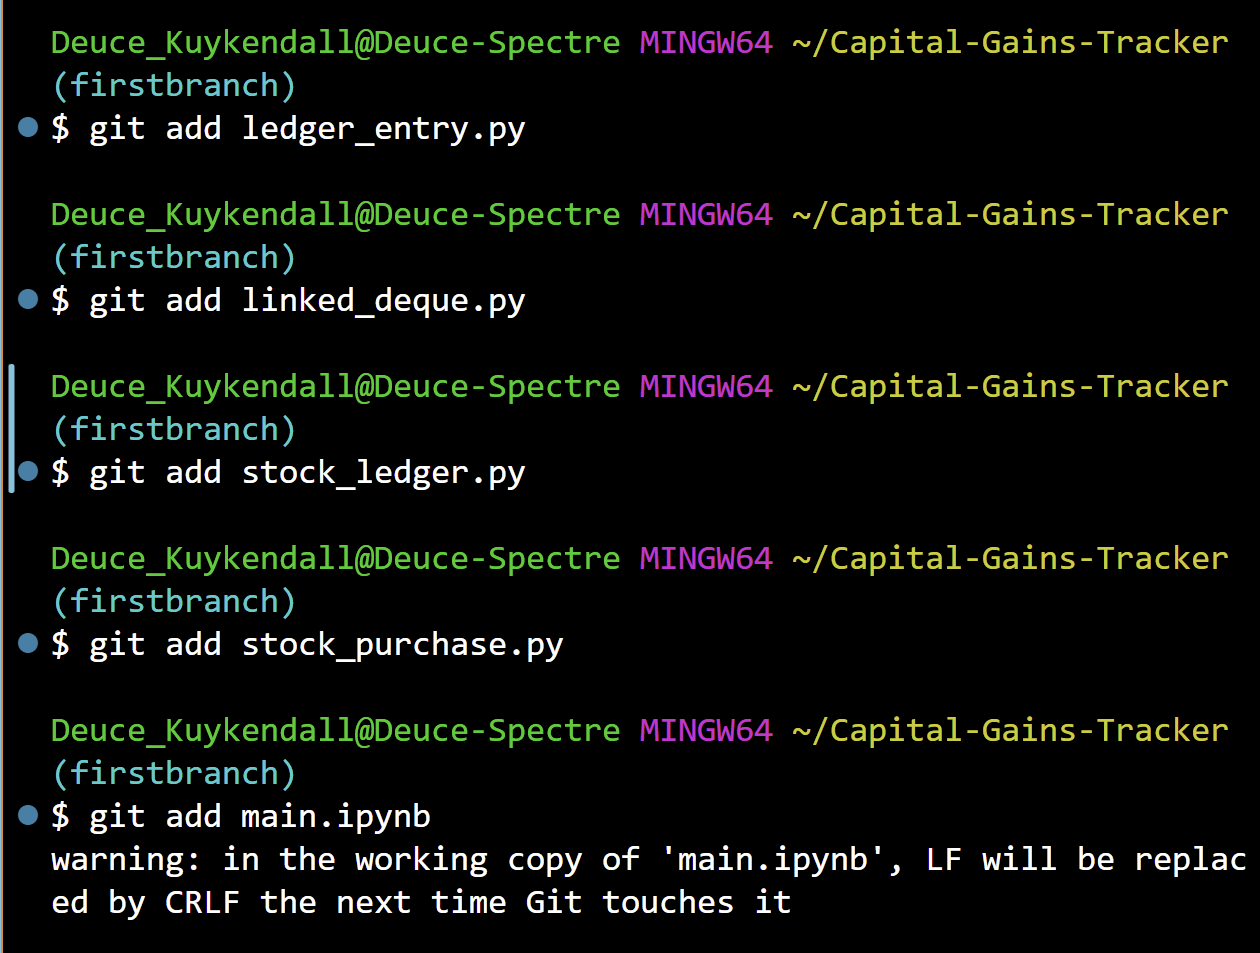 Deuce_Kuykendall@Deuce-Spectre MINGW64 ~/Capital-Gains-Tracker
(firstbranch)
$ git add ledger_entry.py
Deuce_Kuykendall@Deuce-Spectre MINGW64 ~/Capital-Gains-Tracker
(firstbranch)
$ git add linked_deque.py
Deuce_Kuykendall@Deuce-Spectre MINGW64 ~/Capital-Gains-Tracker
(firstbranch)
$ git add stock_ledger.py
Deuce_Kuykendall@Deuce-Spectre MINGW64 ~/Capital-Gains-Tracker
(firstbranch)
$ git add stock_purchase.py
Deuce_Kuykendall@Deuce-Spectre MINGW64 ~/Capital-Gains-Tracker
(firstbranch)
$ git add main.ipynb
warning: in the working copy of 'main.ipynb', LF will be replac
ed by CRLF the next time Git touches it